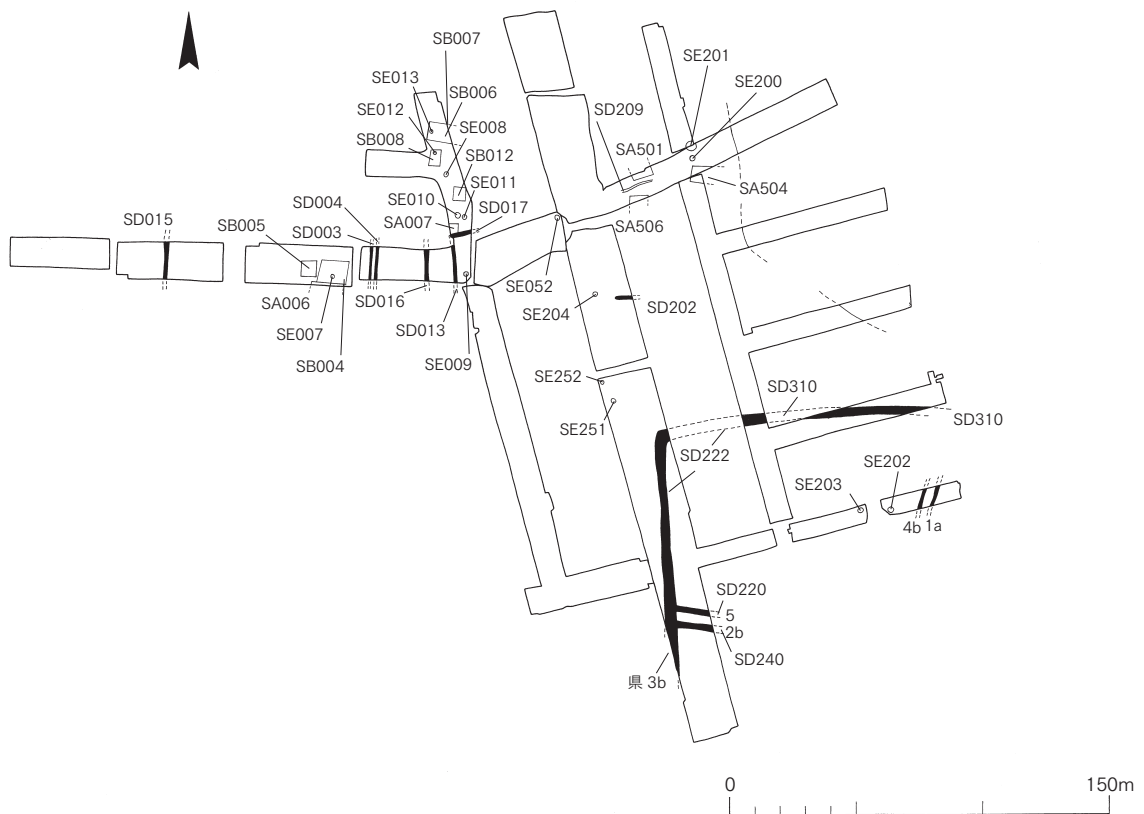 SB007
SE201
SE013
SE200
SB006
SE012
SD209
SE008
SB008
SA501
SB012
SE011
SA504
SE010
SD004
SD017
SA007
SD015
SB005
SD003
SA506
SE052
SA006
SD016
SD202
SE204
SE007
SD013
SB004
SE009
SE252
SD310
SD310
SE251
SD222
SE202
SE203
4b
1a
SD220
5
2b
SD240
県 3b
0
150m